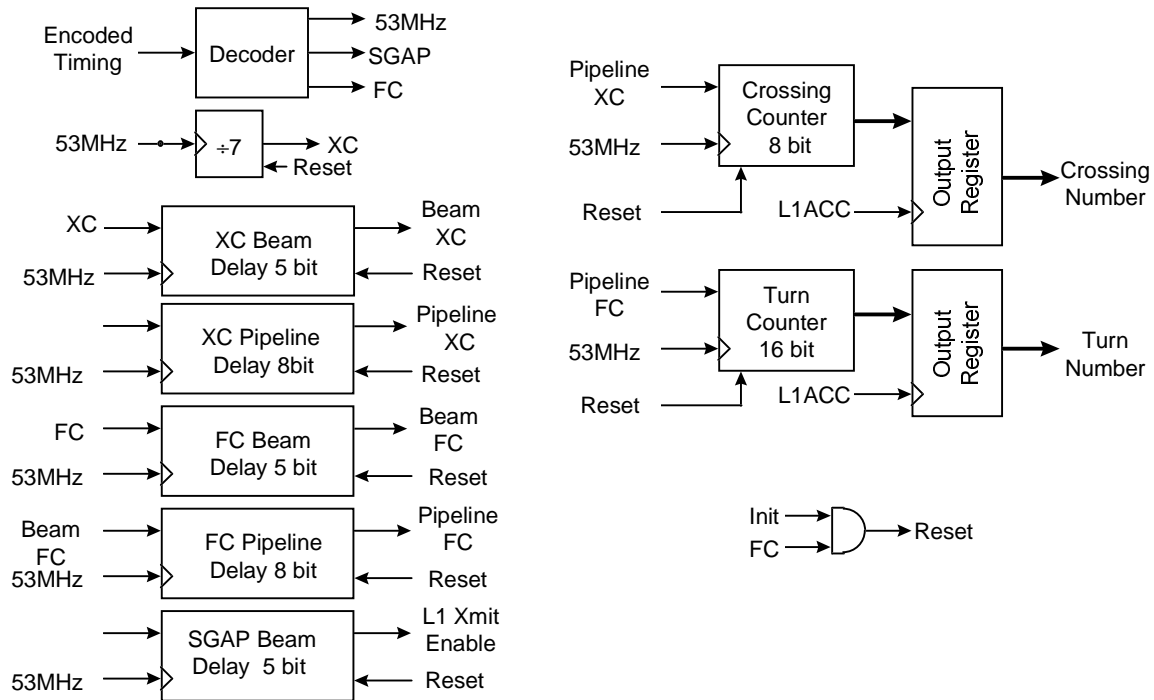 Encoded
Timing
Decoder
53MHz
SGAP
FC
53MHz
÷7
XC
Reset
XC
53MHz
XC Beam
Delay 5 bit
Beam
XC
Reset
53MHz
XC Pipeline
Delay 8bit
Pipeline
XC
Reset
FC
53MHz
FC Beam
Delay 5 bit
Beam
FC
Reset
Beam
FC
53MHz
FC Pipeline
Delay 8 bit
Pipeline
FC
Reset
53MHz
SGAP Beam
Delay 5 bit
L1 Xmit
Enable
Reset
Pipeline
XC
53MHz
Reset
Crossing
Counter
8 bit
L1ACC
Output
Register
Crossing
Number
Pipeline
FC
53MHz
Reset
Turn
Counter
16 bit
L1ACC
Output
Register
Turn
Number
Init
FC
Reset